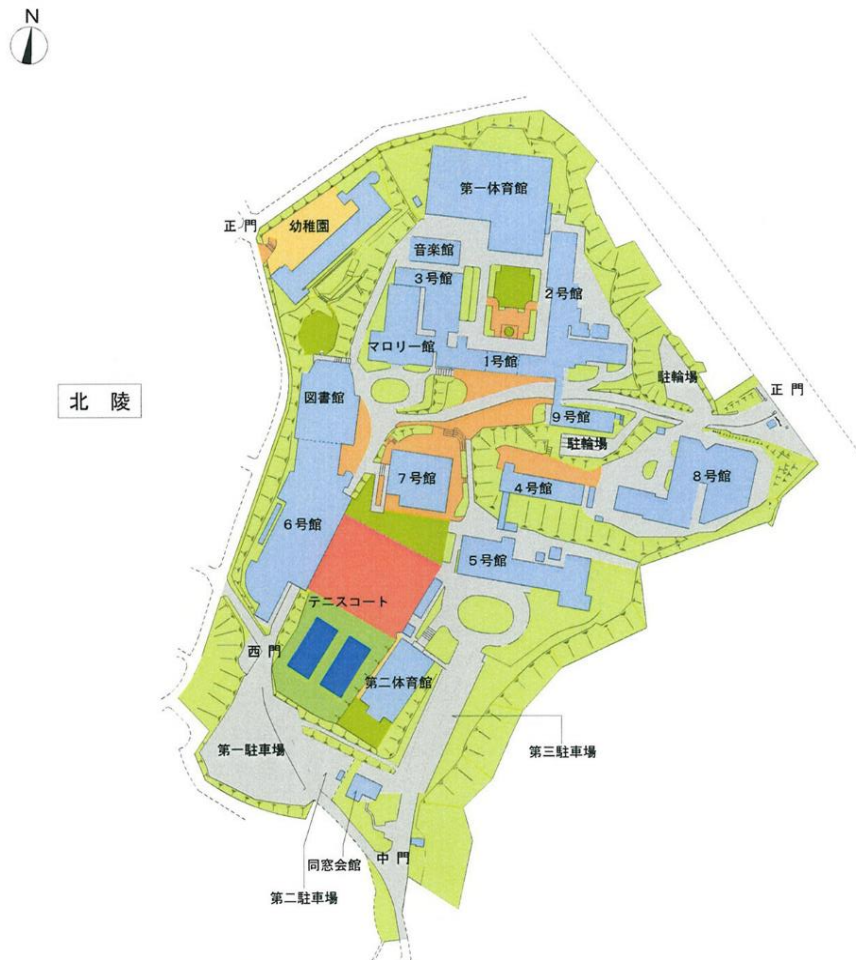 N
第一体育館
正門
幼稚園
音楽館
3号館
2号館
マロリー館
1号館
駐輪場
正門
北陵
図書館
9号館
駐輪場
7号館
4号館
8号館
6号館
5号館
テニスコート
西門
第二体育館
第一駐車場
第三駐車場
中門
同窓会館
第二駐車場